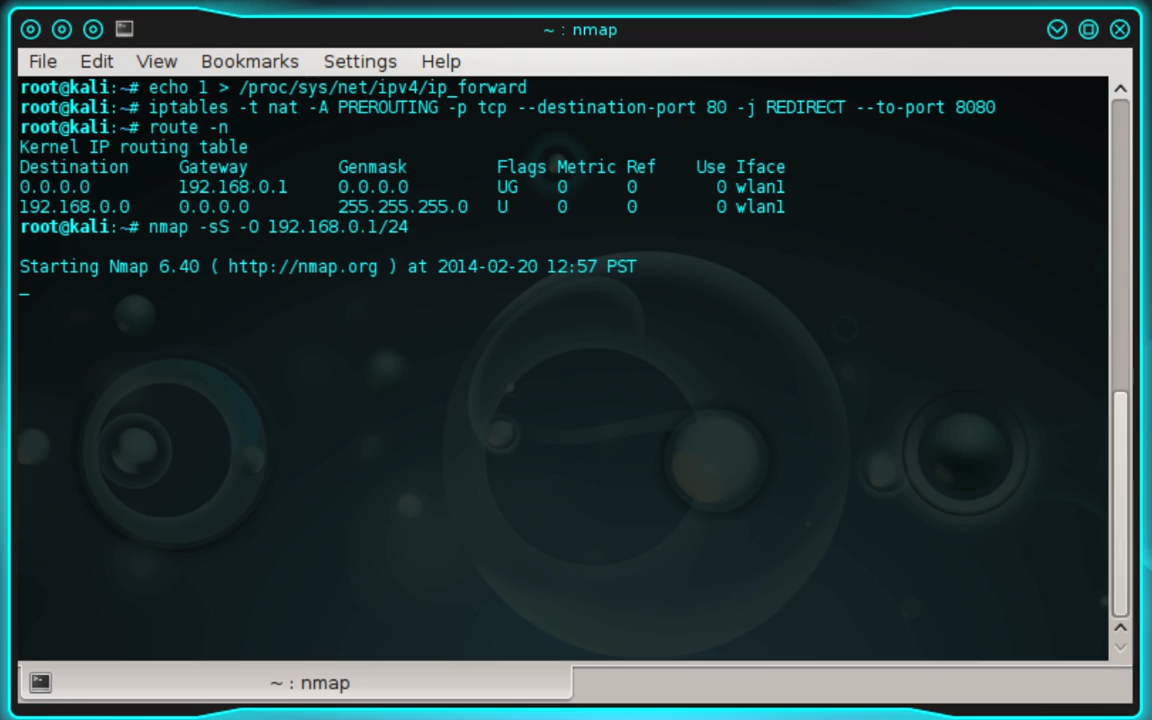 ~ : nmap
File Edit View Bookmarks Settings Help
root@kali:~# echo 1 > /proc/sys/net/ipv4/ip_forward
root@kali:~# iptables -t nat -A PREROUTING -p tcp --destination-port 80 -j REDIRECT --to-port 8080
root@kali:~# route -n
Kernel IP routing table
Destination     Gateway         Genmask         Flags Metric Ref    Use Iface
0.0.0.0         192.168.0.1     0.0.0.0         UG    0      0        0 wlan1
192.168.0.0     0.0.0.0         255.255.255.0   U     0      0        0 wlan1
root@kali:~# nmap -sS -O 192.168.0.1/24
Starting Nmap 6.40 ( http://nmap.org ) at 2014-02-20 12:57 PST
~ : nmap